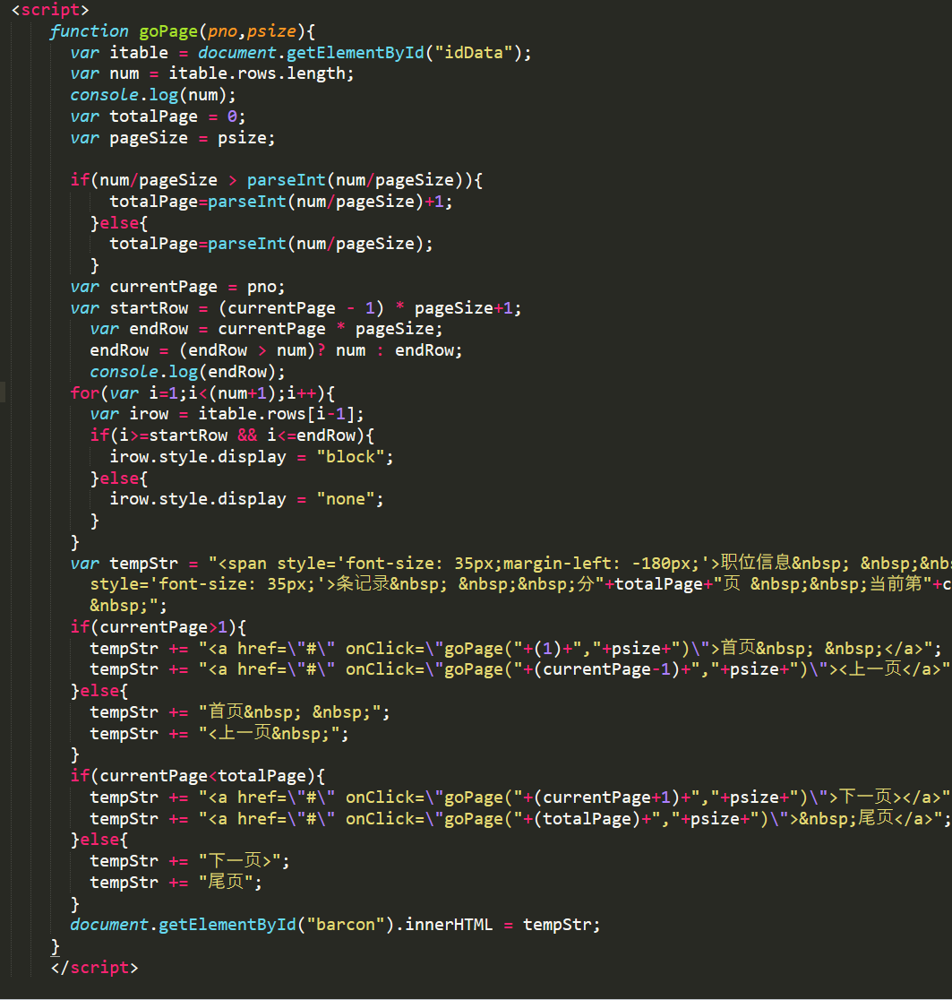 <script>
function goPage(pno,psize){
var itable = document.getElementById("idData");
var num = itable.rows.length;
console.log(num);
var totalPage = 0;
var pageSize = psize;
if(num/pageSize > parseInt(num/pageSize)){
totalPage=parseInt(num/pageSize)+1;
}else{
totalPage=parseInt(num/pageSize);
}
var currentPage = pno;
var startRow = (currentPage - 1) * pageSize+1;
var endRow = currentPage * pageSize;
endRow = (endRow > num)? num : endRow;
console.log(endRow);
for(var i=1;i<(num+1);i++){
var irow = itable.rows[i-1];
if(i>=startRow && i<=endRow){
irow.style.display = "block";
}else{
irow.style.display = "none";
}
}
var tempStr = "<span style='font-size: 35px;margin-left: -180px;'>职位信息&nbsp; &nbsp;&nbs
style='font-size: 35px;'>条记录&nbsp; &nbsp;&nbsp;分"+totalPage+"页 &nbsp;&nbsp;当前第"+c
&nbsp;";
if(currentPage>1){
tempStr += "<a href=\"#\" onClick=\"goPage("+(1)+","+psize+")\">首页&nbsp; &nbsp;</a>";
tempStr += "<a href=\"#\" onClick=\"goPage("+(currentPage-1)+","+psize+")\"><上一页</a>"
}else{
tempStr += "首页&nbsp; &nbsp;";
tempStr += "<上一页&nbsp;";
}
if(currentPage<totalPage){
tempStr += "<a href=\"#\" onClick=\"goPage("+(currentPage+1)+","+psize+")\">下一页></a>"
tempStr += "<a href=\"#\" onClick=\"goPage("+(totalPage)+","+psize+")\">&nbsp;尾页</a>";
}else{
tempStr += "下一页>";
tempStr += "尾页";
}
document.getElementById("barcon").innerHTML = tempStr;
}
</script>